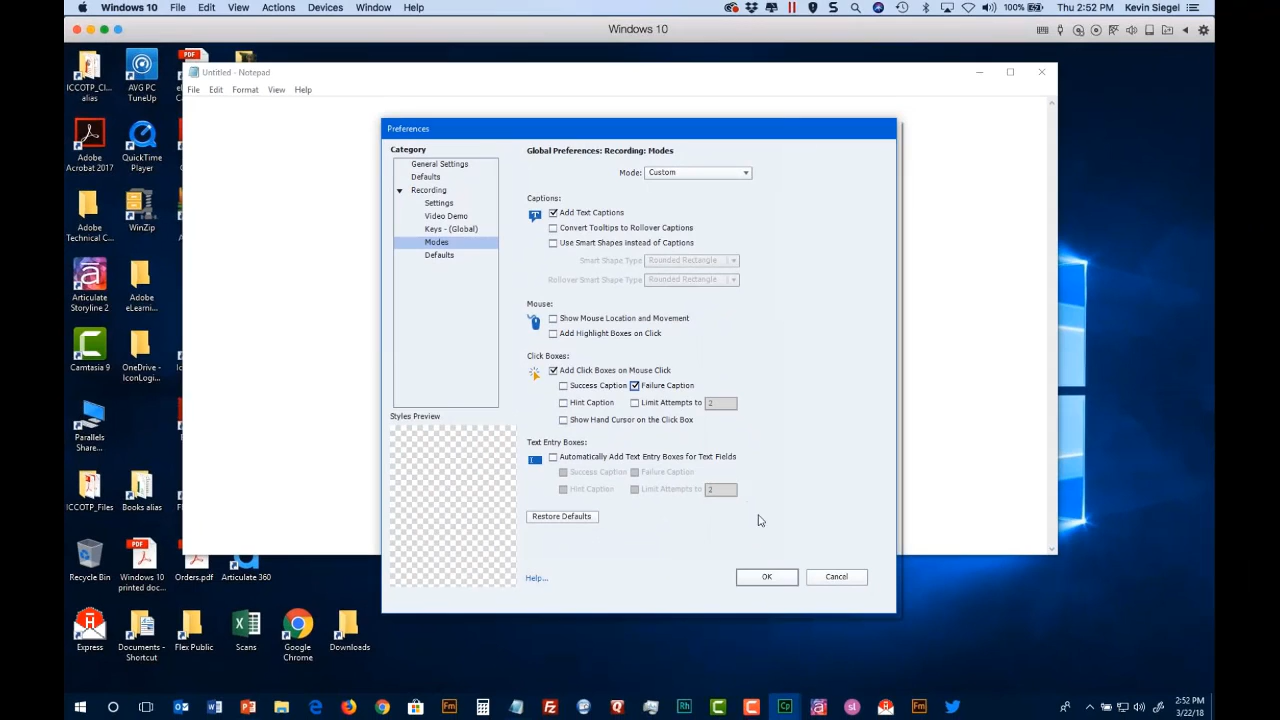 Windows 10 File Edit View Actions Devices Window Help 100% Thu 2:52 PM Kevin Siegel
Windows 10
ICCOTP_Cl... alias
AVG PC TuneUp
PDF
Untitled - Notepad
File Edit Format View Help
Adobe Acrobat 2017
QuickTime Player
Adobe Technical C...
WinZip
Articulate Storyline 2
Adobe eLearni...
Camtasia 9
OneDrive - IconLogi...
Parallels Share...
ICCOTP_Files
Books alias
Recycle Bin
PDF
Windows 10 printed doc...
Orders.pdf
Articulate 360
Express
Documents - Shortcut
Flex Public
Scans
Google Chrome
Downloads
Preferences
Category
General Settings
Defaults
Recording
Settings
Video Demo
Keys - (Global)
Modes
Defaults
Styles Preview
Global Preferences: Recording: Modes
Mode: Custom
Captions:
Add Text Captions
Convert Tooltips to Rollover Captions
Use Smart Shapes instead of Captions
Smart Shape Type Rounded Rectangle
Rollover Smart Shape Type Rounded Rectangle
Mouse:
Show Mouse Location and Movement
Add Highlight Boxes on Click
Click Boxes:
Add Click Boxes on Mouse Click
Success Caption Failure Caption
Hint Caption Limit Attempts to 2
Show Hand Cursor on the Click Box
Text Entry Boxes:
Automatically Add Text Entry Boxes for Text Fields
Success Caption Failure Caption
Hint Caption Limit Attempts to 2
Restore Defaults
Help...
OK Cancel
2:52 PM
3/22/18